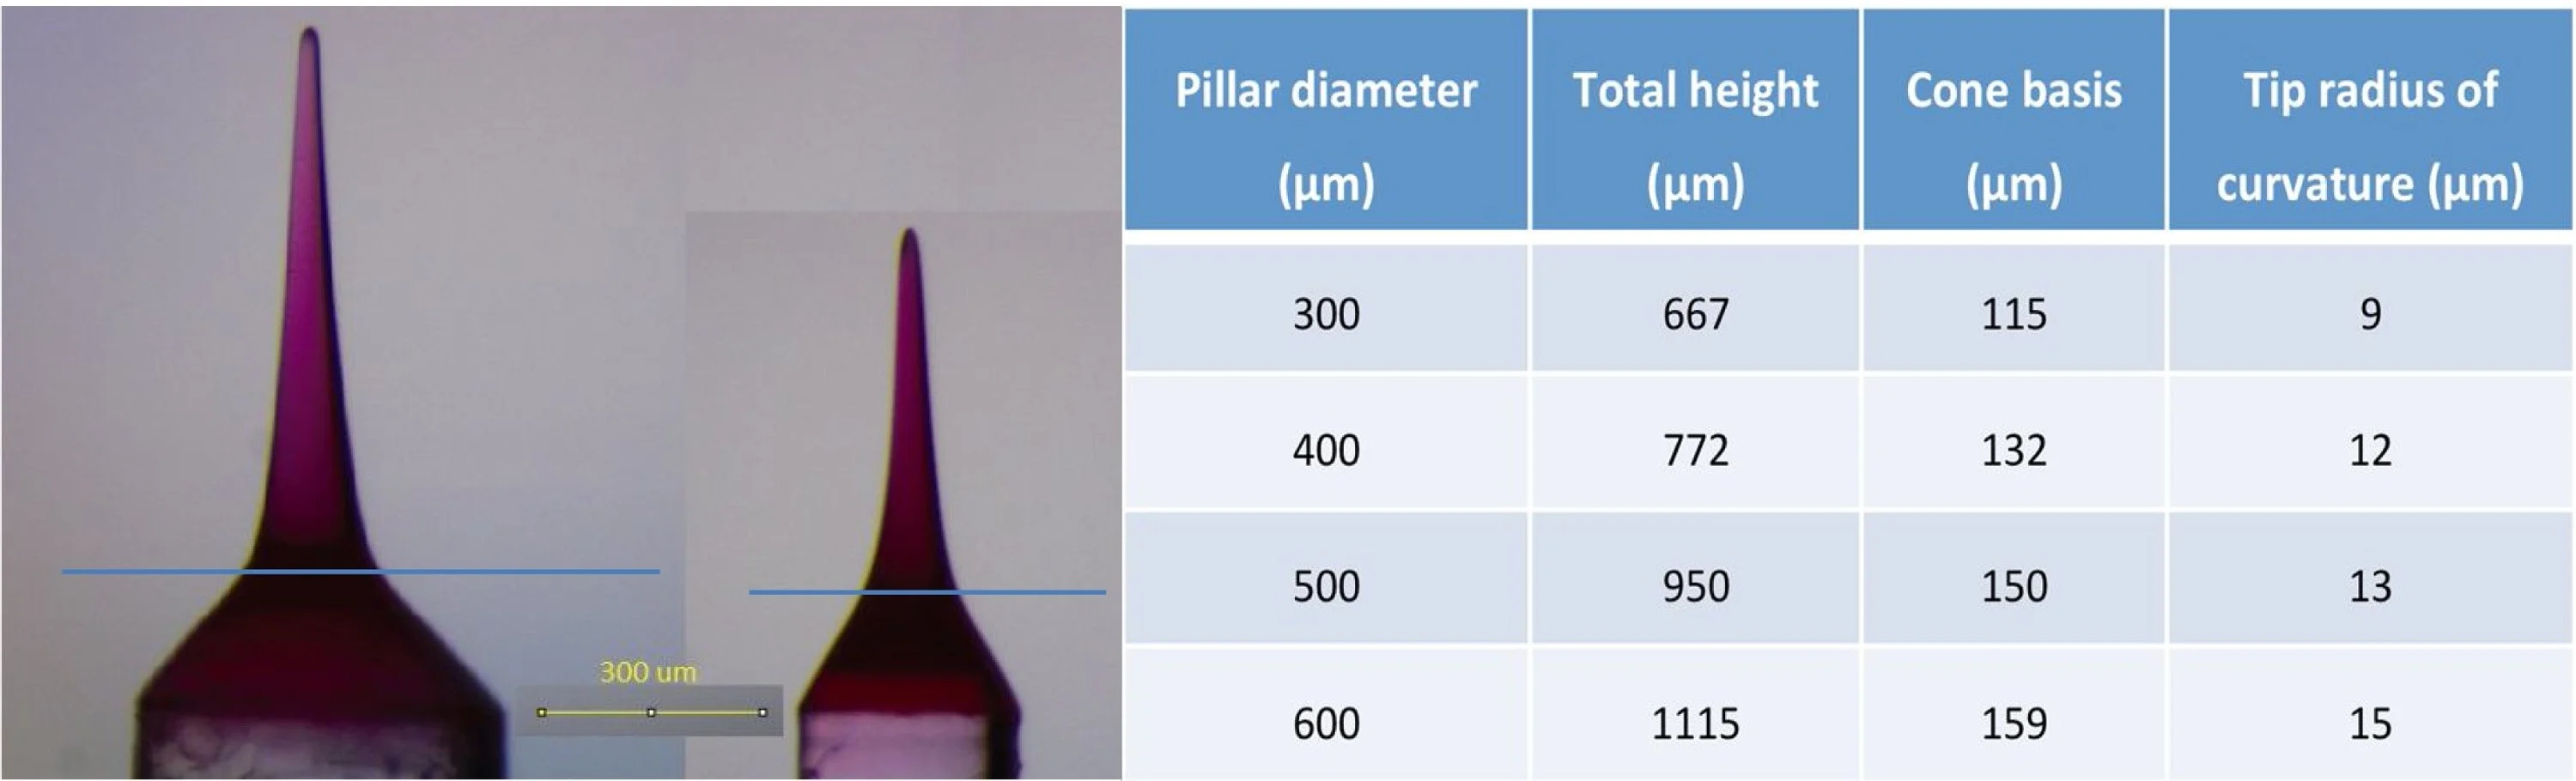 300 um
Pillar diameter (μm) Total height (μm) Cone basis (μm) Tip radius of curvature (μm)
300 667 115 9
400 772 132 12
500 950 150 13
600 1115 159 15